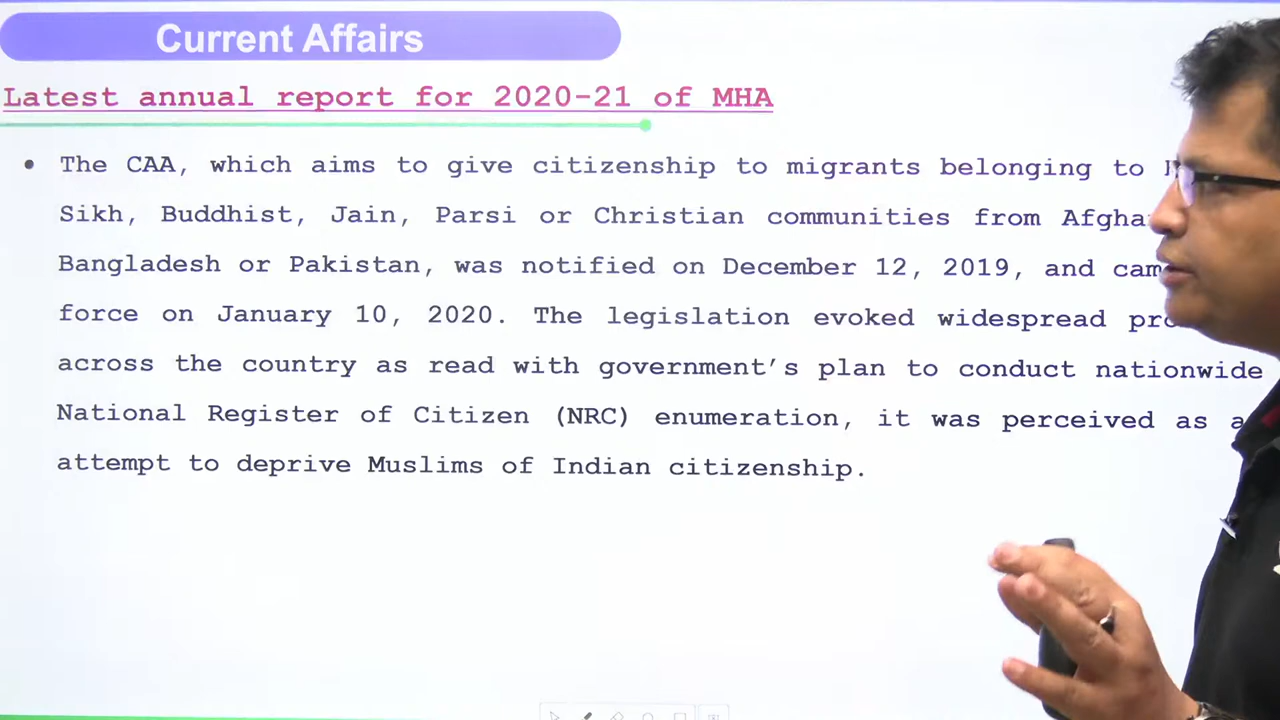 Current Affairs
Latest annual report for 2020-21 of MHA
• The CAA, which aims to give citizenship to migrants belonging to
Sikh, Buddhist, Jain, Parsi or Christian communities from
Bangladesh or Pakistan, was notified on December 12, 2019, and
force on January 10, 2020. The legislation evoked widespread
across the country as read with government's plan to conduct nationwide
National Register of Citizen (NRC) enumeration, it was perceived as
attempt to deprive Muslims of Indian citizenship.